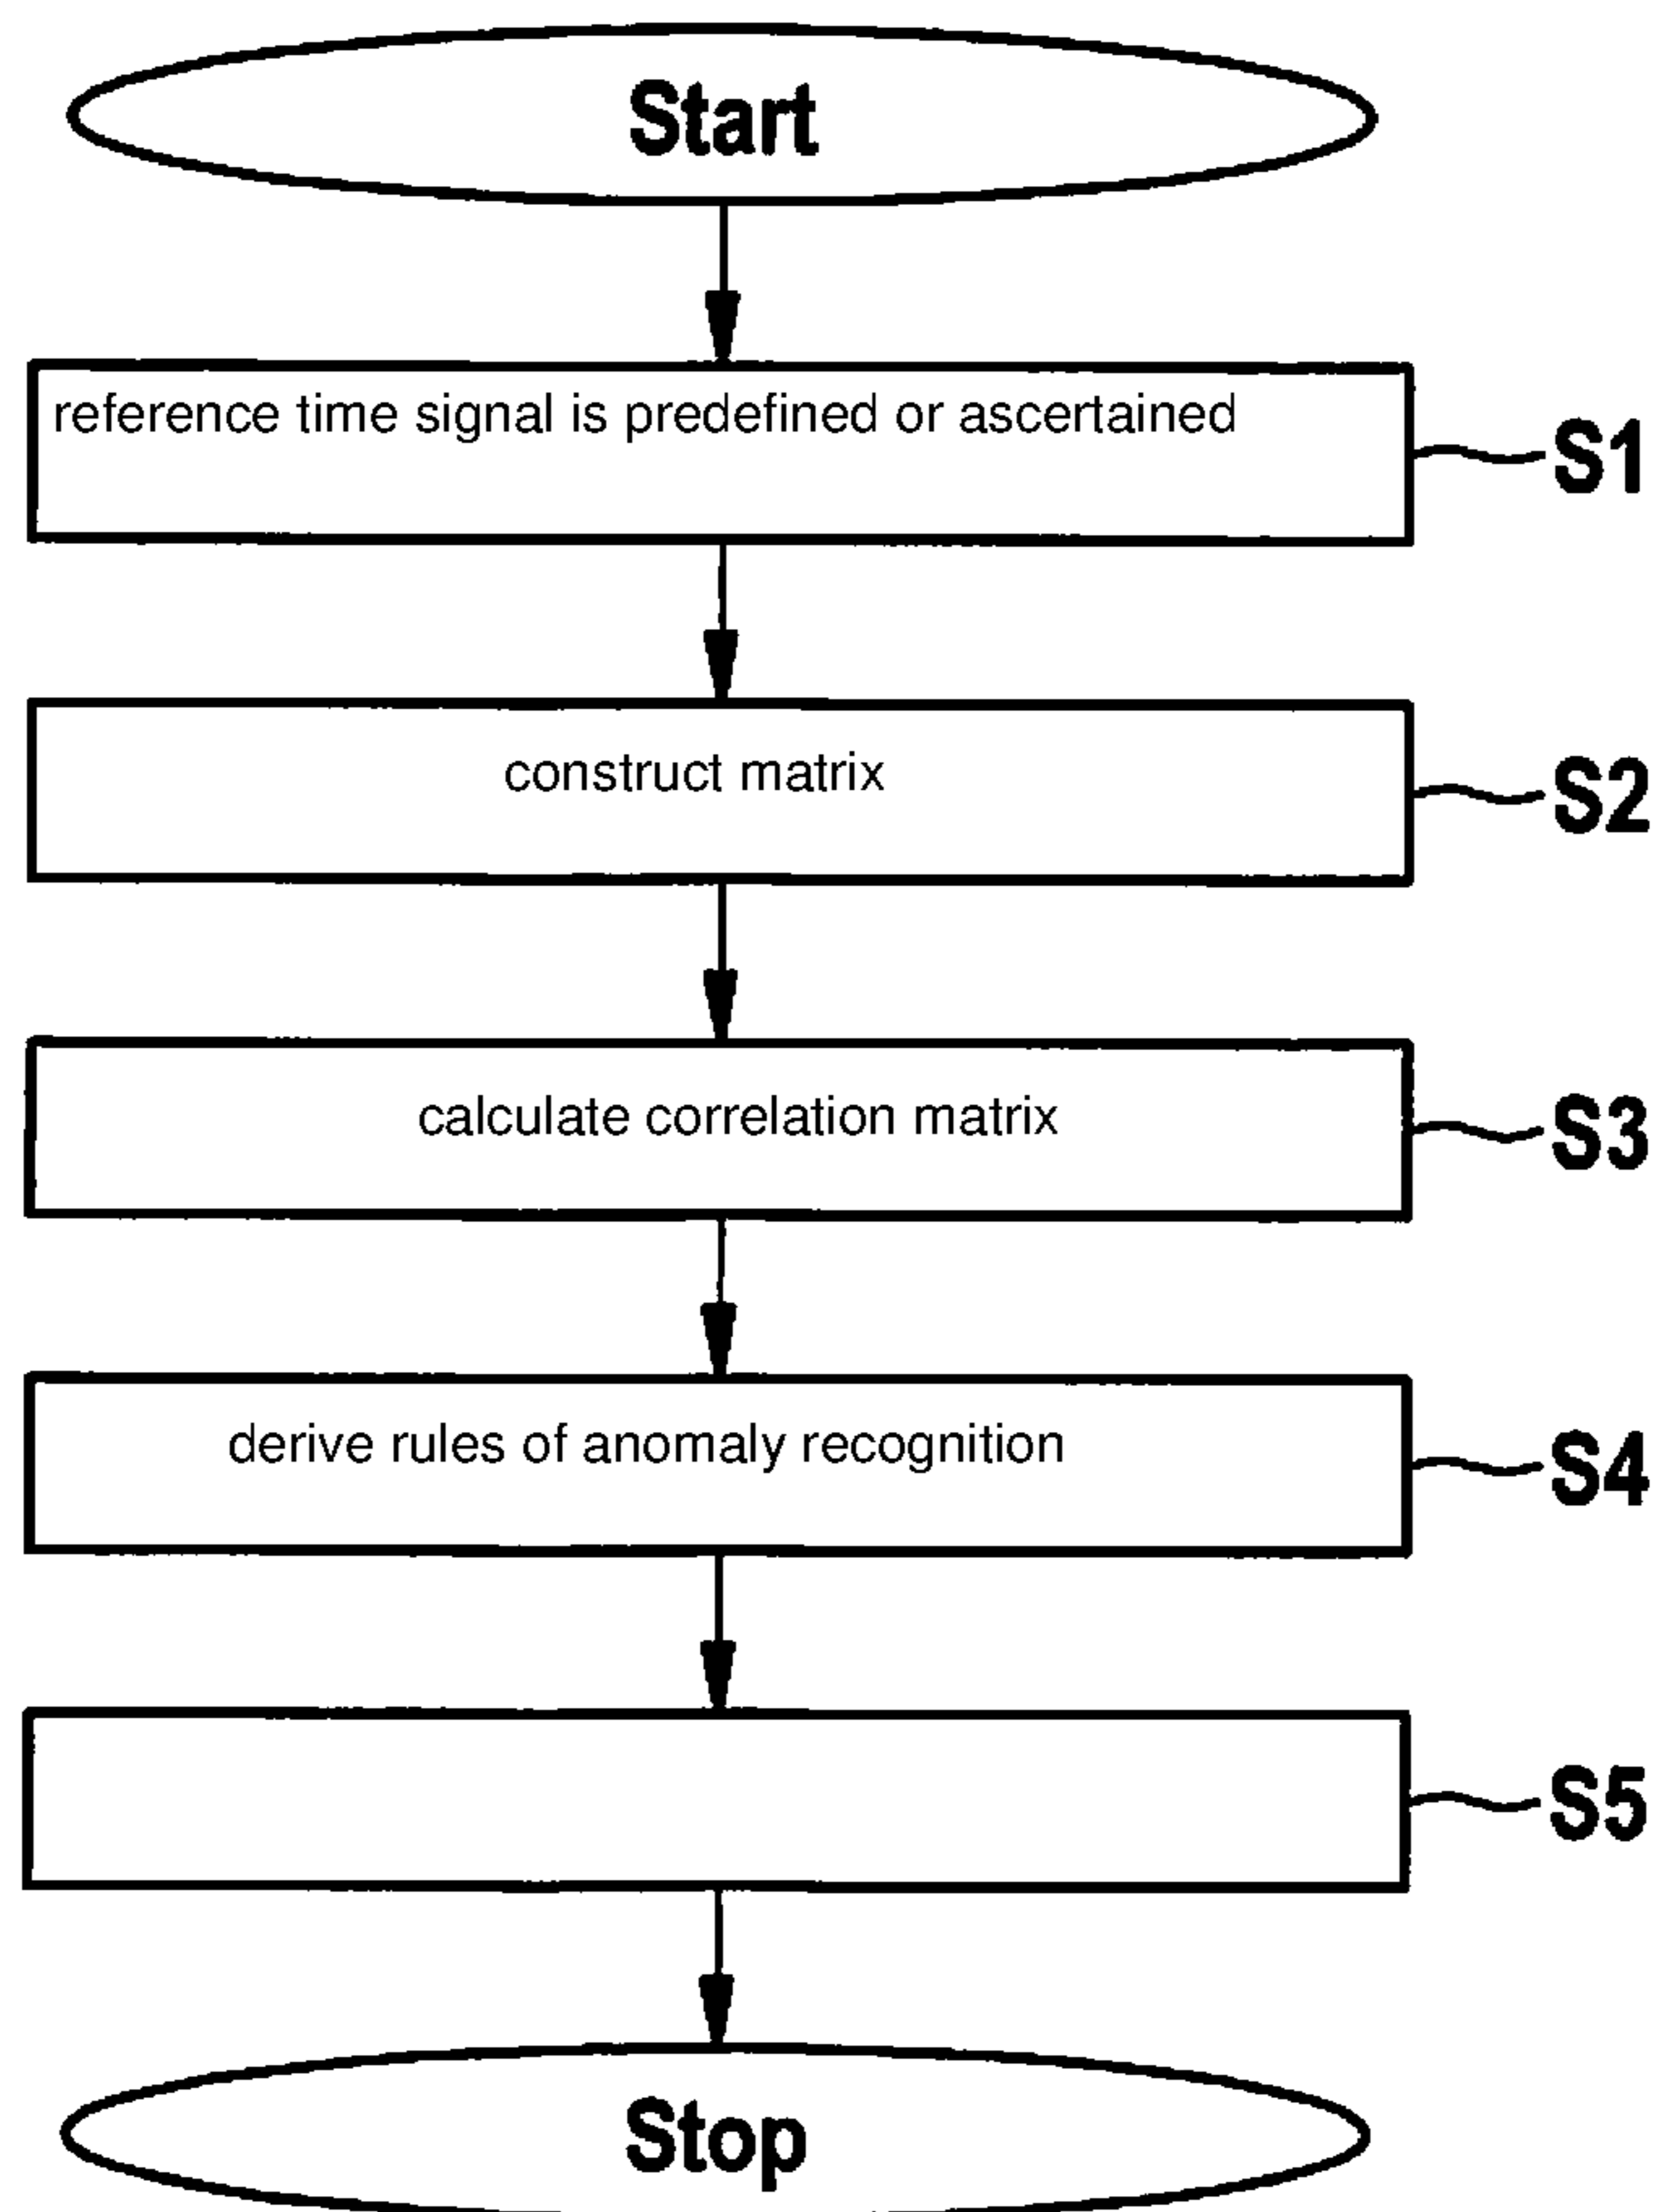 Start
reference time signal is predefined or ascertained
S1
construct matrix
S2
calculate correlation matrix
S3
derive rules of anomaly recognition
S4
S5
Stop